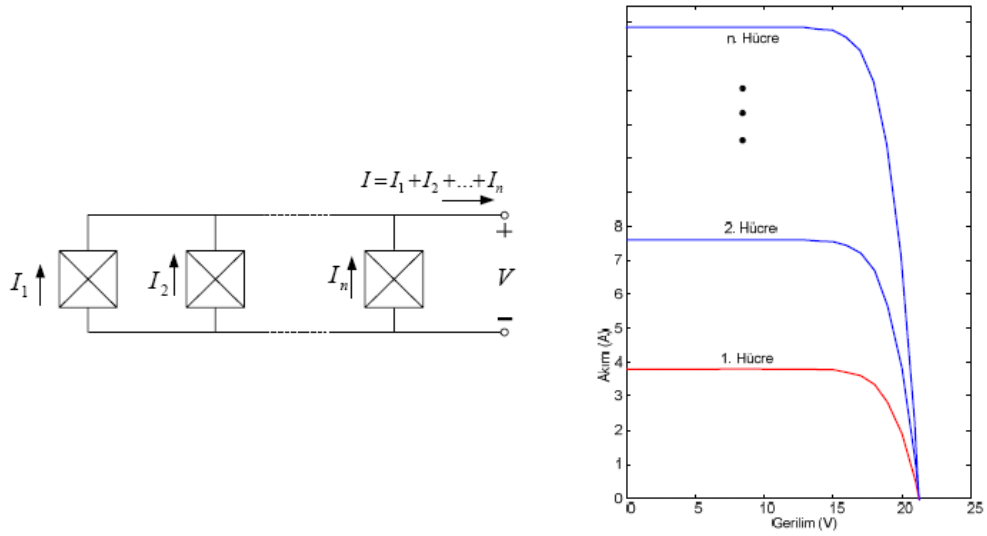 I = I₁ + I₂ + ... + Iₙ
I₁
I₂
Iₙ
+
V
−
n. Hücre
2. Hücre
1. Hücre
Akım (A)
8
7
6
5
4
3
2
1
0
0 5 10 15 20 25
Gerilim (V)